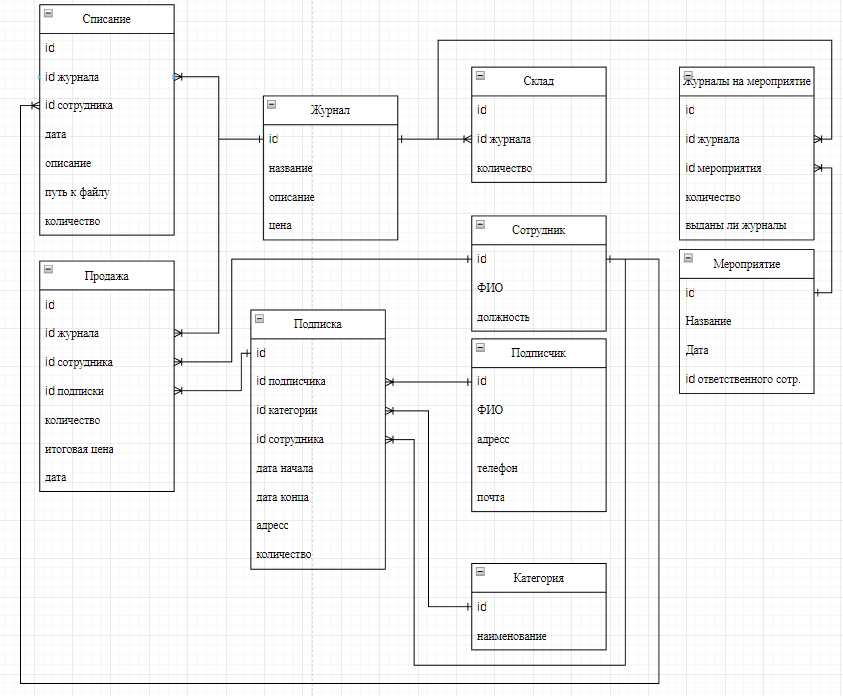 Списание
id
id журнала
id сотрудника
дата
описание
путь к файлу
количество
Журнал
id
название
описание
цена
Склад
id
id журнала
количество
Журналы на мероприятие
id
id журнала
id мероприятия
количество
выданы ли журналы
Сотрудник
id
ФИО
должность
Мероприятие
id
Название
Дата
id ответственного сотр.
Продажа
id
id журнала
id сотрудника
id подписки
количество
итоговая цена
дата
Подписка
id
id подписчика
id категории
id сотрудника
дата начала
дата конца
адресс
количество
Подписчик
id
ФИО
адресс
телефон
почта
Категория
id
наименование